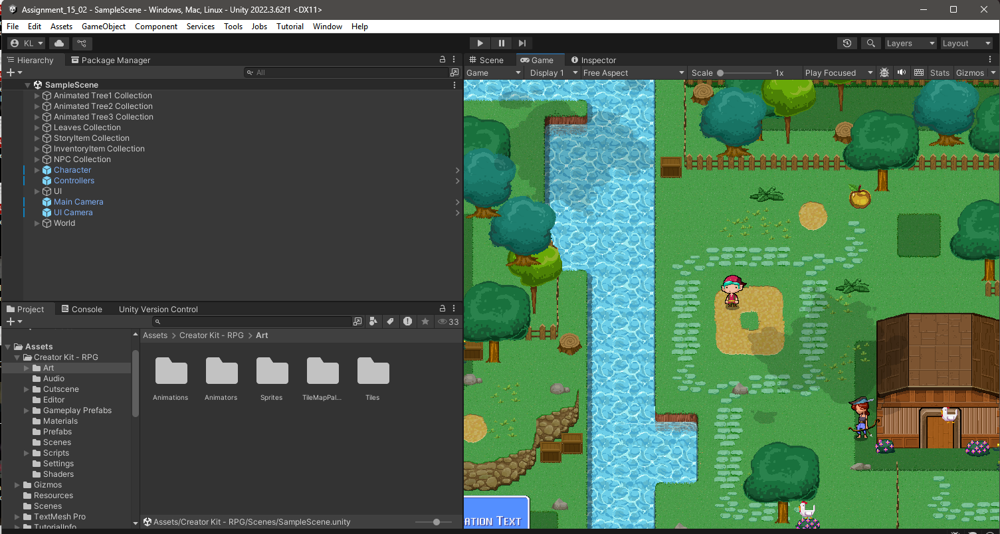 Assignment_15_02 - SampleScene - Windows, Mac, Linux - Unity 2022.3.62f1 <DX11>
File Edit Assets GameObject Component Services Tools Jobs Tutorial Window Help
KL Layers Layout
Hierarchy Package Manager
All
SampleScene
Animated Tree1 Collection
Animated Tree2 Collection
Animated Tree3 Collection
Leaves Collection
StoryItem Collection
InventoryItem Collection
NPC Collection
Character
Controllers
UI
Main Camera
UI Camera
World
Scene Game Inspector
Game Display 1 Free Aspect Scale 1x Play Focused Stats Gizmos
ATION TEXT
Project Console Unity Version Control
33
Assets
Creator Kit - RPG
Art
Audio
Cutscene
Editor
Gameplay Prefabs
Materials
Prefabs
Scenes
Scripts
Settings
Shaders
Gizmos
Resources
Scenes
TextMesh Pro
TutorialInfo
Assets > Creator Kit - RPG > Art
Animations Animators Sprites TileMapPal... Tiles
Assets/Creator Kit - RPG/Scenes/SampleScene.unity